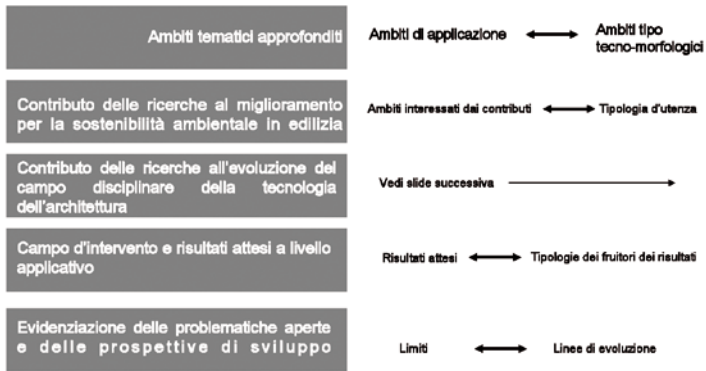 Ambiti tematici approfonditi
Ambiti di applicazione
Ambiti tipo
tecno-morfologici
Contributo delle ricerche al miglioramento
per la sostenibilità ambientale in edilizia
Ambiti interessati dai contributi
Tipologia d'utenza
Contributo delle ricerche all'evoluzione del
campo disciplinare della tecnologia
dell'architettura
Vedi slide successiva
Campo d'intervento e risultati attesi a livello
applicativo
Risultati attesi
Tipologie dei fruitori dei risultati
Evidenziazione delle problematiche aperte
e delle prospettive di sviluppo
Limiti
Linee di evoluzione